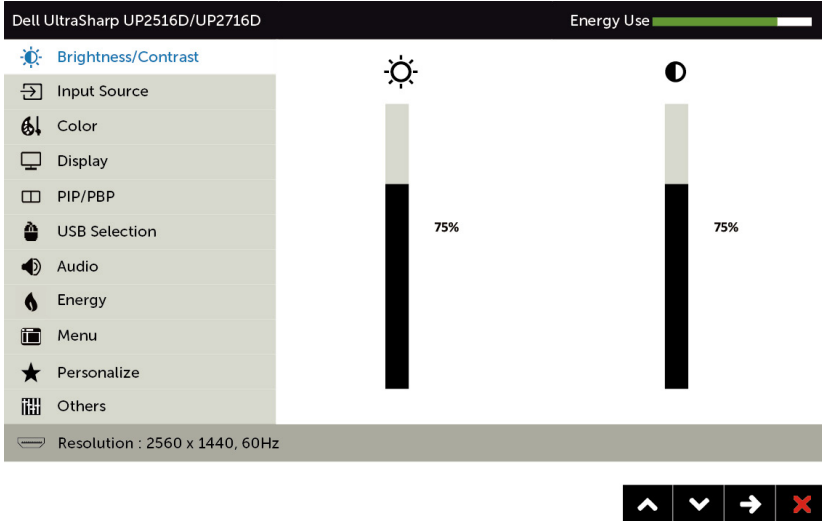 Dell UltraSharp UP2516D/UP2716D
Energy Use
Brightness/Contrast
Input Source
Color
Display
PIP/PBP
USB Selection
Audio
Energy
Menu
Personalize
Others
75%
75%
Resolution : 2560 x 1440, 60Hz